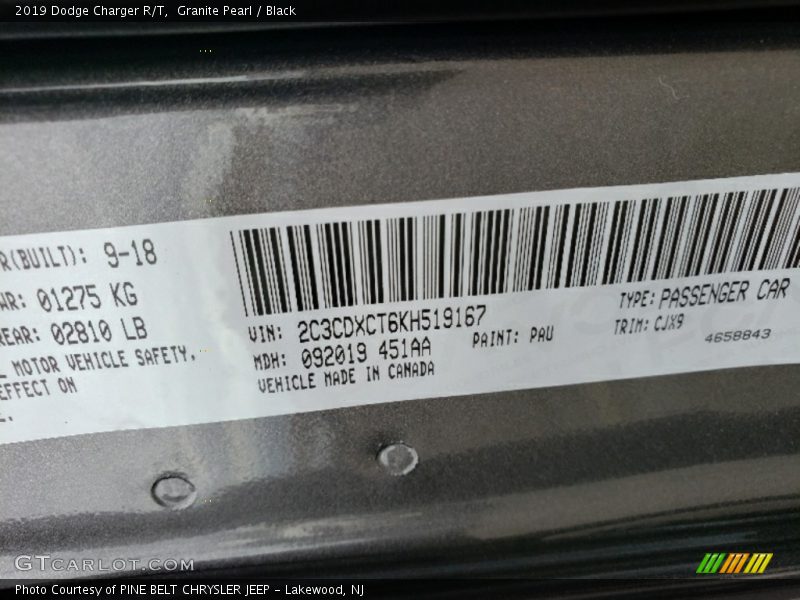 2019 Dodge Charger R/T, Granite Pearl / Black
R(BUILT): 9-18
WR: 01275 KG
REAR: 02810 LB
L MOTOR VEHICLE SAFETY,
EFFECT ON
VIN: 2C3CDXCT6KH519167
MDH: 092019 451AA
VEHICLE MADE IN CANADA
PAINT: PAU
TYPE: PASSENGER CAR
TRIM: CJX9
4658843
GTCARLOT.COM
Photo Courtesy of PINE BELT CHRYSLER JEEP - Lakewood, NJ